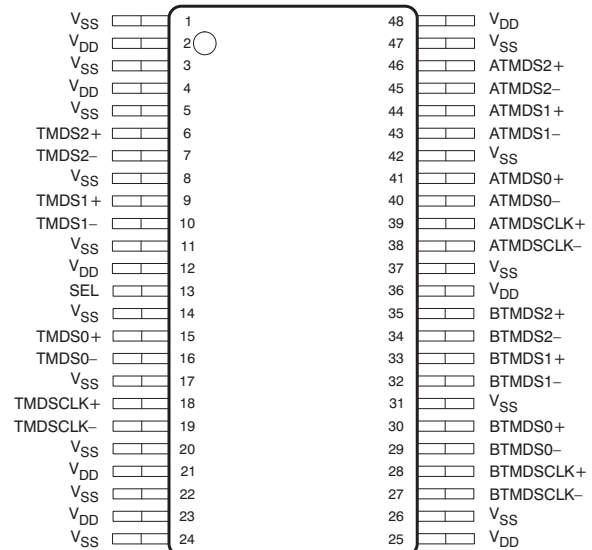 VSS 1 48 VDD
VDD 2 47 VSS
VSS 3 46 ATMDS2+
VDD 4 45 ATMDS2–
VSS 5 44 ATMDS1+
TMDS2+ 6 43 ATMDS1–
TMDS2– 7 42 VSS
VSS 8 41 ATMDS0+
TMDS1+ 9 40 ATMDS0–
TMDS1– 10 39 ATMDSCLK+
VSS 11 38 ATMDSCLK–
VDD 12 37 VSS
SEL 13 36 VDD
VSS 14 35 BTMDS2+
TMDS0+ 15 34 BTMDS2–
TMDS0– 16 33 BTMDS1+
VSS 17 32 BTMDS1–
TMDSCLK+ 18 31 VSS
TMDSCLK– 19 30 BTMDS0+
VSS 20 29 BTMDS0–
VDD 21 28 BTMDSCLK+
VSS 22 27 BTMDSCLK–
VDD 23 26 VSS
VSS 24 25 VDD